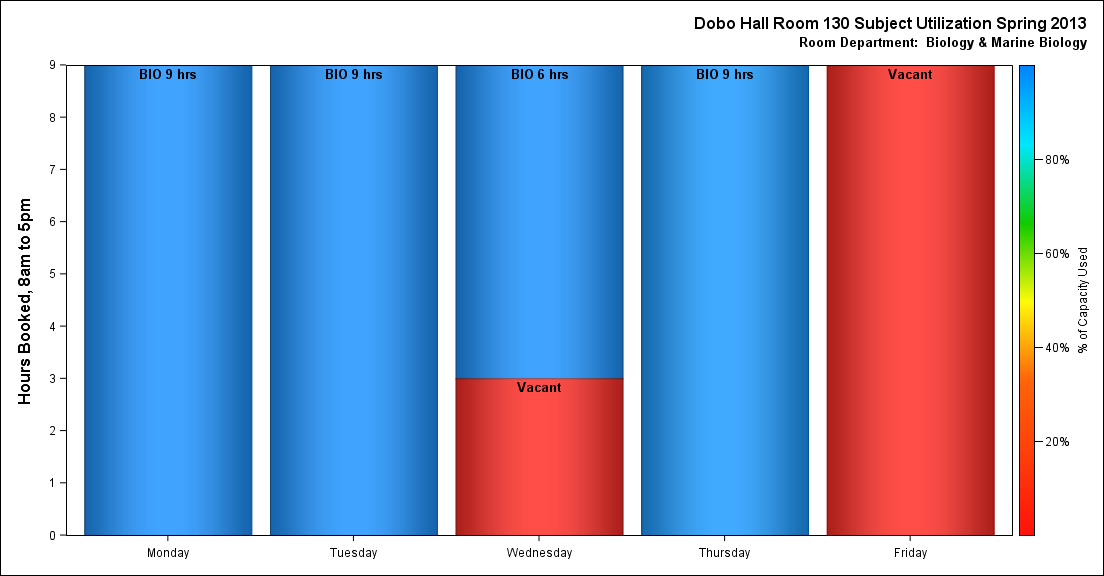 Dobo Hall Room 130 Subject Utilization Spring 2013
Room Department:  Biology & Marine Biology
Hours Booked, 8am to 5pm
9
8
7
6
5
4
3
2
1
0
BIO 9 hrs
BIO 9 hrs
BIO 6 hrs
BIO 9 hrs
Vacant
Vacant
Monday
Tuesday
Wednesday
Thursday
Friday
80%
60%
40%
20%
% of Capacity Used